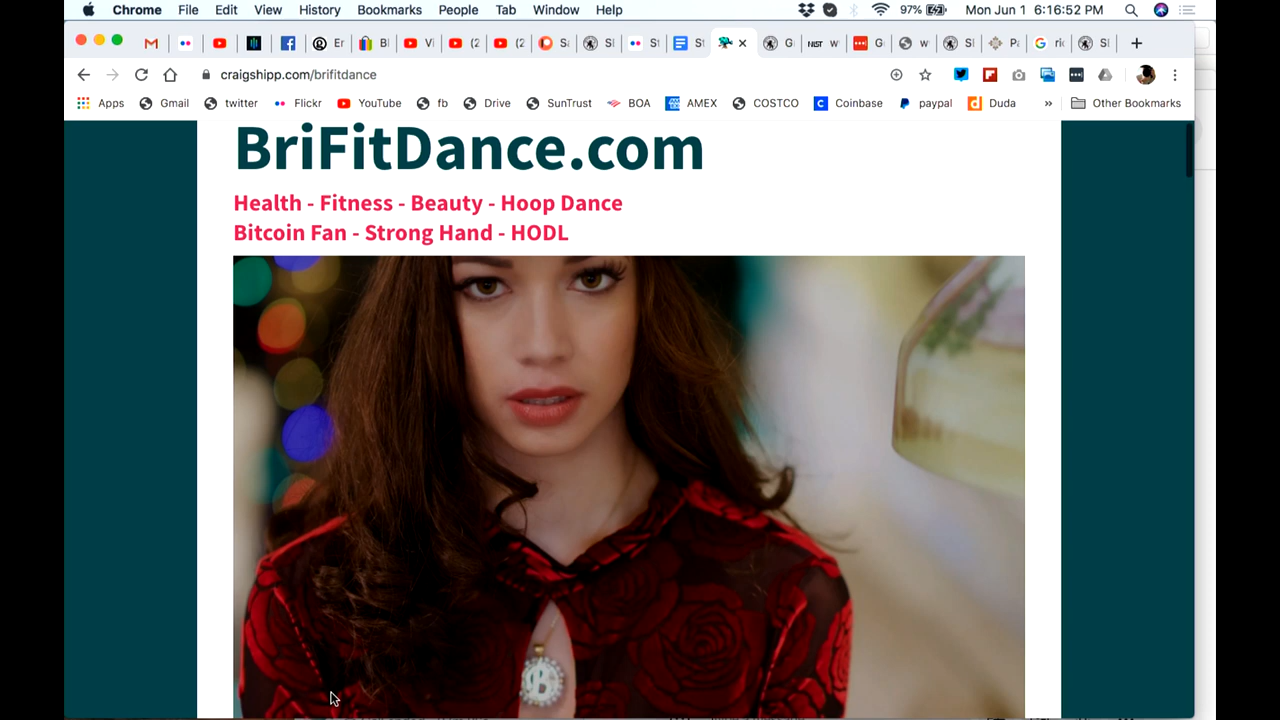 Chrome File Edit View History Bookmarks People Tab Window Help 97% Mon Jun 1 6:16:52 PM
craigshipp.com/brifitdance
Apps Gmail twitter Flickr YouTube fb Drive SunTrust BOA AMEX COSTCO Coinbase paypal Duda » Other Bookmarks
BriFitDance.com
Health - Fitness - Beauty - Hoop Dance
Bitcoin Fan - Strong Hand - HODL
B